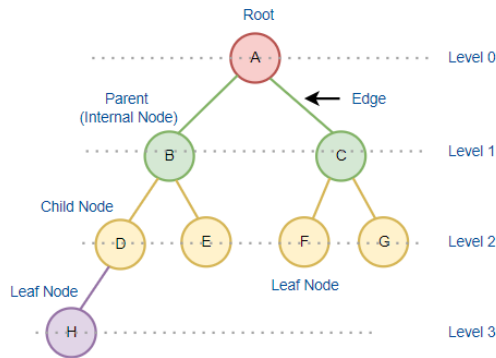 Root
A
Level 0
Parent
(Internal Node)
Edge
B
C
Level 1
Child Node
D
E
F
G
Level 2
Leaf Node
Leaf Node
H
Level 3